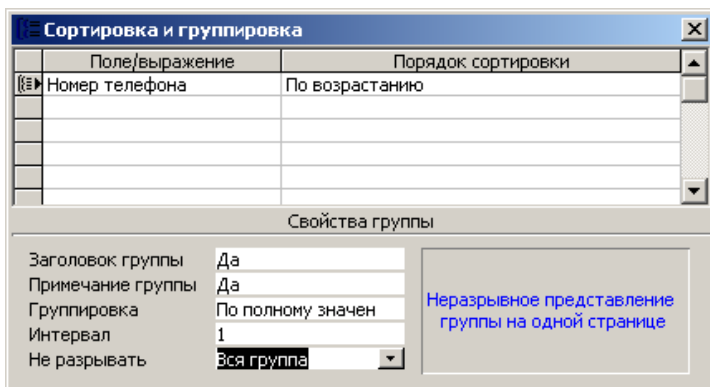 Сортировка и группировка
Поле/выражение Порядок сортировки
Номер телефона По возрастанию
Свойства группы
Заголовок группы Да
Примечание группы Да
Группировка По полному значен
Интервал 1
Не разрывать Вся группа
Неразрывное представление
группы на одной странице